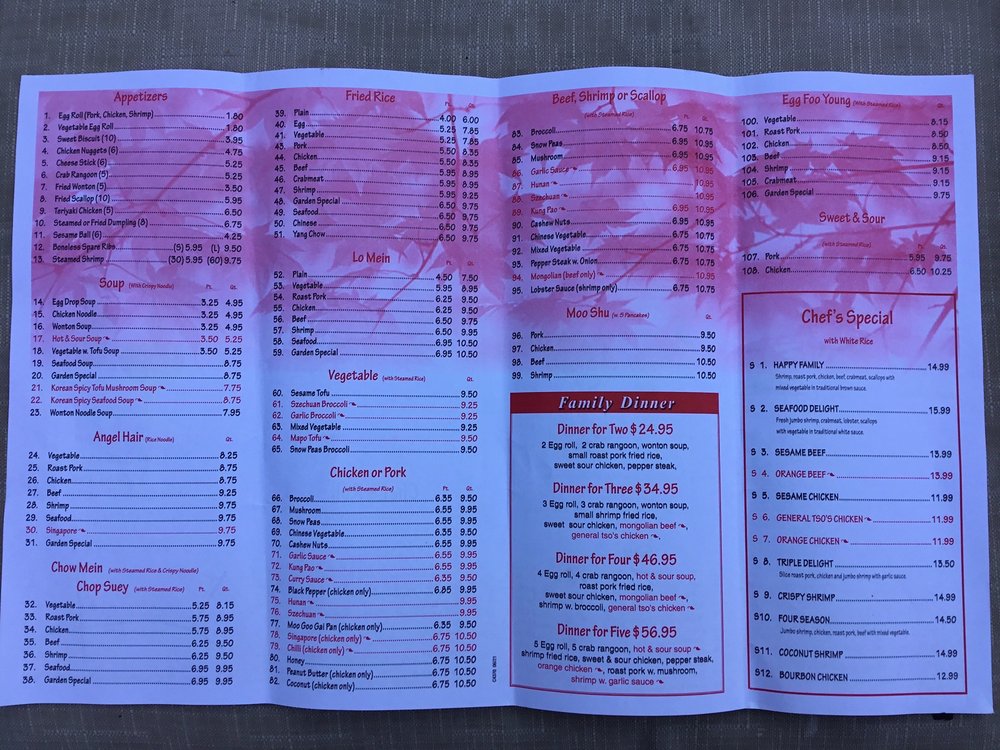 Appetizers
1. Egg Roll (Pork, Chicken, Shrimp) 1.80
2. Vegetable Egg Roll 1.80
3. Sweet Biscuit (10) 3.95
4. Chicken Nuggets (6) 4.75
5. Cheese Stick (6) 5.25
6. Crab Rangoon (5) 5.25
7. Fried Wonton (5) 3.50
8. Fried Scallop (10) 5.95
9. Teriyaki Chicken (5) 6.50
10. Steamed or Fried Dumpling (8) 6.75
11. Sesame Ball (6) 4.25
12. Boneless Spare Ribs (S) 5.95 (L) 9.50
13. Steamed Shrimp (30) 5.95 (60) 9.75
Soup (With Crispy Noodle)
14. Egg Drop Soup 3.25 4.95
15. Chicken Noodle 3.25 4.95
16. Wonton Soup 3.25 4.95
17. Hot & Sour Soup 3.50 5.25
18. Vegetable w. Tofu Soup 3.50 5.25
19. Seafood Soup 8.75
20. Garden Special 8.75
21. Korean Spicy Tofu Mushroom Soup 7.75
22. Korean Spicy Seafood Soup 8.75
23. Wonton Noodle Soup 7.95
Angel Hair (Rice Noodle) Qt.
24. Vegetable 8.25
25. Roast Pork 8.75
26. Chicken 8.75
27. Beef 9.25
28. Shrimp 9.75
29. Seafood 9.75
30. Singapore 9.75
31. Garden Special 9.75
Chow Mein (with Steamed Rice & Crispy Noodle)
Chop Suey (with Steamed Rice) Pt. Qt.
32. Vegetable 5.25 8.15
33. Roast Pork 5.75 8.95
34. Chicken 5.75 8.95
35. Beef 6.25 9.50
36. Shrimp 6.25 9.50
37. Seafood 6.95 9.95
38. Garden Special 6.95 9.95
Fried Rice Pt. Qt.
39. Plain 4.00 6.00
40. Egg 5.25 7.85
41. Vegetable 5.25 7.85
43. Pork 5.50 8.35
44. Chicken 5.50 8.35
45. Beef 5.95 8.95
46. Crabmeat 5.95 8.95
47. Shrimp 5.95 9.25
48. Garden Special 6.50 9.75
49. Seafood 6.50 9.75
50. Chinese 6.50 9.75
51. Yang Chow 6.50 9.75
Lo Mein Pt. Qt.
52. Plain 4.50 7.50
53. Vegetable 5.95 8.95
54. Roast Pork 6.25 9.50
55. Chicken 6.25 9.50
56. Beef 6.50 9.75
57. Shrimp 6.50 9.95
58. Seafood 6.95 10.50
59. Garden Special 6.95 10.50
Vegetable (with Steamed Rice) Qt.
60. Sesame Tofu 9.50
61. Szechuan Broccoli 9.25
62. Garlic Broccoli 9.25
63. Mixed Vegetable 9.25
64. Mapo Tofu 9.50
65. Snow Peas Broccoli 9.50
Chicken or Pork
(with Steamed Rice) Pt. Qt.
66. Broccoli 6.35 9.50
67. Mushroom 6.55 9.95
68. Snow Peas 6.55 9.95
69. Chinese Vegetable 6.35 9.50
70. Cashew Nuts 6.55 9.95
71. Garlic Sauce 6.55 9.95
72. Kung Pao 6.55 9.95
73. Curry Sauce 6.35 9.50
74. Black Pepper (chicken only) 6.85 9.95
75. Hunan 9.95
76. Szechuan 9.95
77. Moo Goo Gai Pan (chicken only) 6.35 9.50
78. Singapore (chicken only) 6.75 10.50
79. Chilli (chicken only) 6.75 10.50
80. Honey 6.75 10.50
81. Peanut Butter (chicken only) 6.75 10.50
82. Coconut (chicken only) 6.75 10.50
Beef, Shrimp or Scallop
(with Steamed Rice) Pt. Qt.
83. Broccoli 6.75 10.75
84. Snow Peas 6.95 10.95
85. Mushroom 6.95 10.95
86. Garlic Sauce 6.95 10.95
87. Hunan 10.95
88. Szechuan 10.95
89. Kung Pao 6.95 10.95
90. Cashew Nuts 6.95 10.95
91. Chinese Vegetable 6.75 10.75
92. Mixed Vegetable 6.75 10.75
93. Pepper Steak w. Onion 6.75 10.75
94. Mongolian (beef only) 10.95
95. Lobster Sauce (shrimp only) 6.75 10.75
Moo Shu (w. 5 Pancakes) Qt.
96. Pork 9.50
97. Chicken 9.50
98. Beef 10.50
99. Shrimp 10.50
Family Dinner
Dinner for Two $24.95
2 Egg roll, 2 crab rangoon, wonton soup,
small roast pork fried rice,
sweet sour chicken, pepper steak,
Dinner for Three $34.95
3 Egg roll, 3 crab rangoon, wonton soup,
small shrimp fried rice,
sweet sour chicken, mongolian beef,
general tso's chicken,
Dinner for Four $46.95
4 Egg roll, 4 crab rangoon, hot & sour soup,
roast pork fried rice,
sweet sour chicken, mongolian beef
shrimp w. broccoli, general tso's chicken
Dinner for Five $56.95
5 Egg roll, 5 crab rangoon, hot & sour soup
shrimp fried rice, sweet & sour chicken, pepper steak,
orange chicken, roast pork w. mushroom,
shrimp w. garlic sauce
Egg Foo Young (With Steamed Rice)
100. Vegetable 8.15
101. Roast Pork 8.50
102. Chicken 8.50
103. Beef 9.15
104. Shrimp 9.15
105. Crabmeat 9.15
106. Garden Special 9.75
Sweet & Sour
(with Steamed Rice) Pt. Qt.
107. Pork 5.95 9.75
108. Chicken 6.50 10.25
Chef's Special
with White Rice
S 1. HAPPY FAMILY 14.99
Shrimp, roast pork, chicken, beef, crabmeat, scallops with
mixed vegetable in traditional brown sauce.
S 2. SEAFOOD DELIGHT 15.99
Fresh jumbo shrimp, crabmeat, lobster, scallops
with vegetable in traditional white sauce.
S 3. SESAME BEEF 13.99
S 4. ORANGE BEEF 13.99
S 5. SESAME CHICKEN 11.99
S 6. GENERAL TSO'S CHICKEN 11.99
S 7. ORANGE CHICKEN 11.99
S 8. TRIPLE DELIGHT 13.50
Slice roast pork, chicken and jumbo shrimp with garlic sauce.
S 9. CRISPY SHRIMP 14.99
S10. FOUR SEASON 14.50
Jumbo shrimp, chicken, roast pork, beef with mixed vegetable.
S11. COCONUT SHRIMP 14.99
S12. BOURBON CHICKEN 12.99